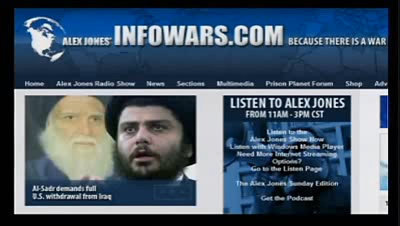 ALEX JONES' INFOWARS.COM BECAUSE THERE IS A WAR
Home Alex Jones Radio Show News Sections Multimedia Prison Planet Forum Shop Adv
LISTEN TO ALEX JONES
FROM 11AM - 3PM CST
Listen to the
Alex Jones Show Now
Listen with Windows Media Player
Need More Internet Streaming
Options?
Go to the Listen Page
The Alex Jones Sunday Edition
Get the Podcast
Al-Sadr demands full
U.S. withdrawal from Iraq